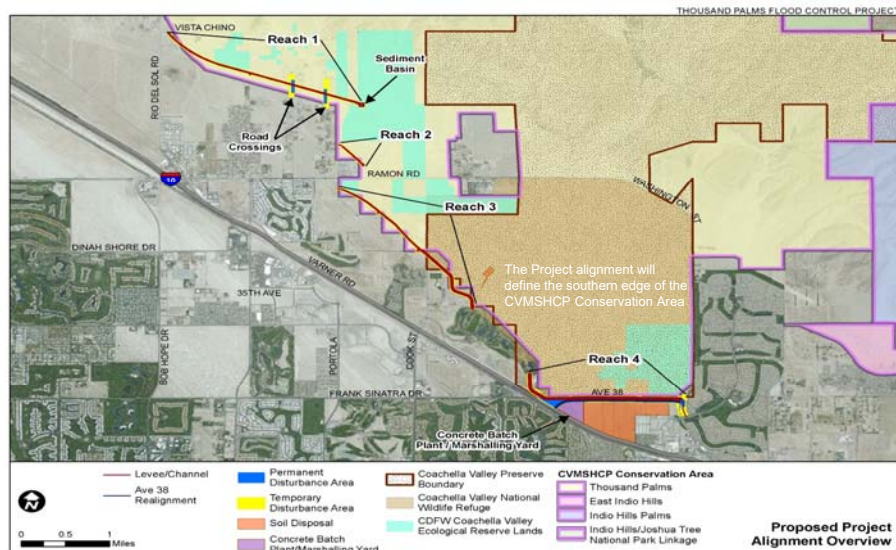 THOUSAND PALMS FLOOD CONTROL PROJECT
VISTA CHINO
Reach 1
Sediment
Basin
RIO DEL SOL RD
Road
Crossings
Reach 2
RAMON RD
10
WASHINGTON ST
Reach 3
DINAH SHORE DR
VARNER RD
The Project alignment will
define the southern edge of the
CVMSHCP Conservation Area
35TH AVE
BOB HOPE DR
PORTOLA
COOK ST
Reach 4
FRANK SINATRA DR
AVE 38
Concrete Batch
Plant / Marshalling Yard
Levee/Channel
Ave 38
Realignment
N
0 0.5 1
Miles
Permanent
Disturbance Area
Temporary
Disturbance Area
Soil Disposal
Concrete Batch
Plant/Marshalling Yard
Coachella Valley Preserve
Boundary
Coachella Valley National
Wildlife Refuge
CDFW Coachella Valley
Ecological Reserve Lands
CVMSHCP Conservation Area
Thousand Palms
East Indio Hills
Indio Hills Palms
Indio Hills/Joshua Tree
National Park Linkage
Proposed Project
Alignment Overview